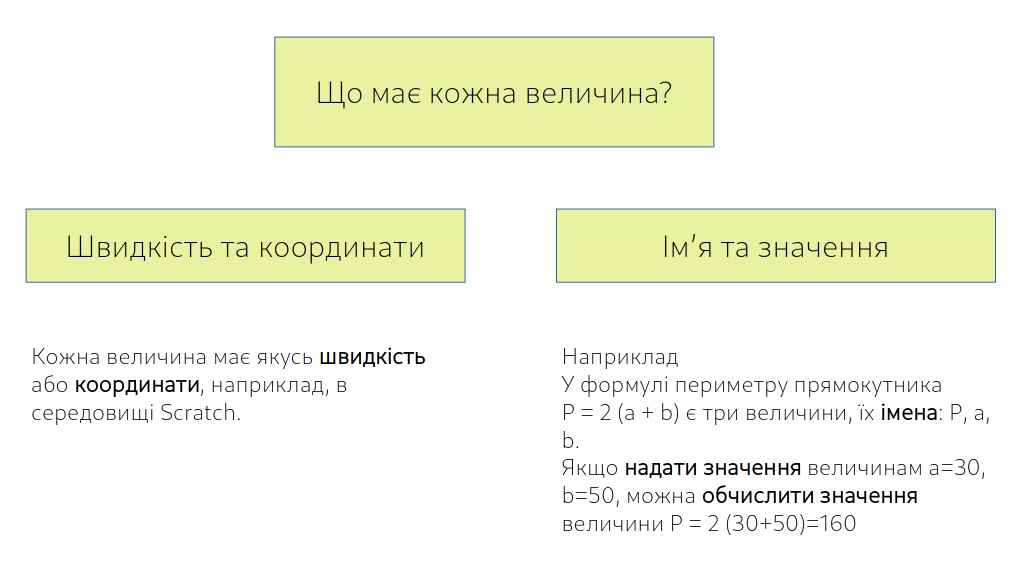 Що має кожна величина?
Швидкість та координати
Ім’я та значення
Кожна величина має якусь швидкість
або координати, наприклад, в
середовищі Scratch.
Наприклад
У формулі периметру прямокутника
P = 2 (a + b) є три величини, їх імена: P, a,
b.
Якщо надати значення величинам a=30,
b=50, можна обчислити значення
величини P = 2 (30+50)=160